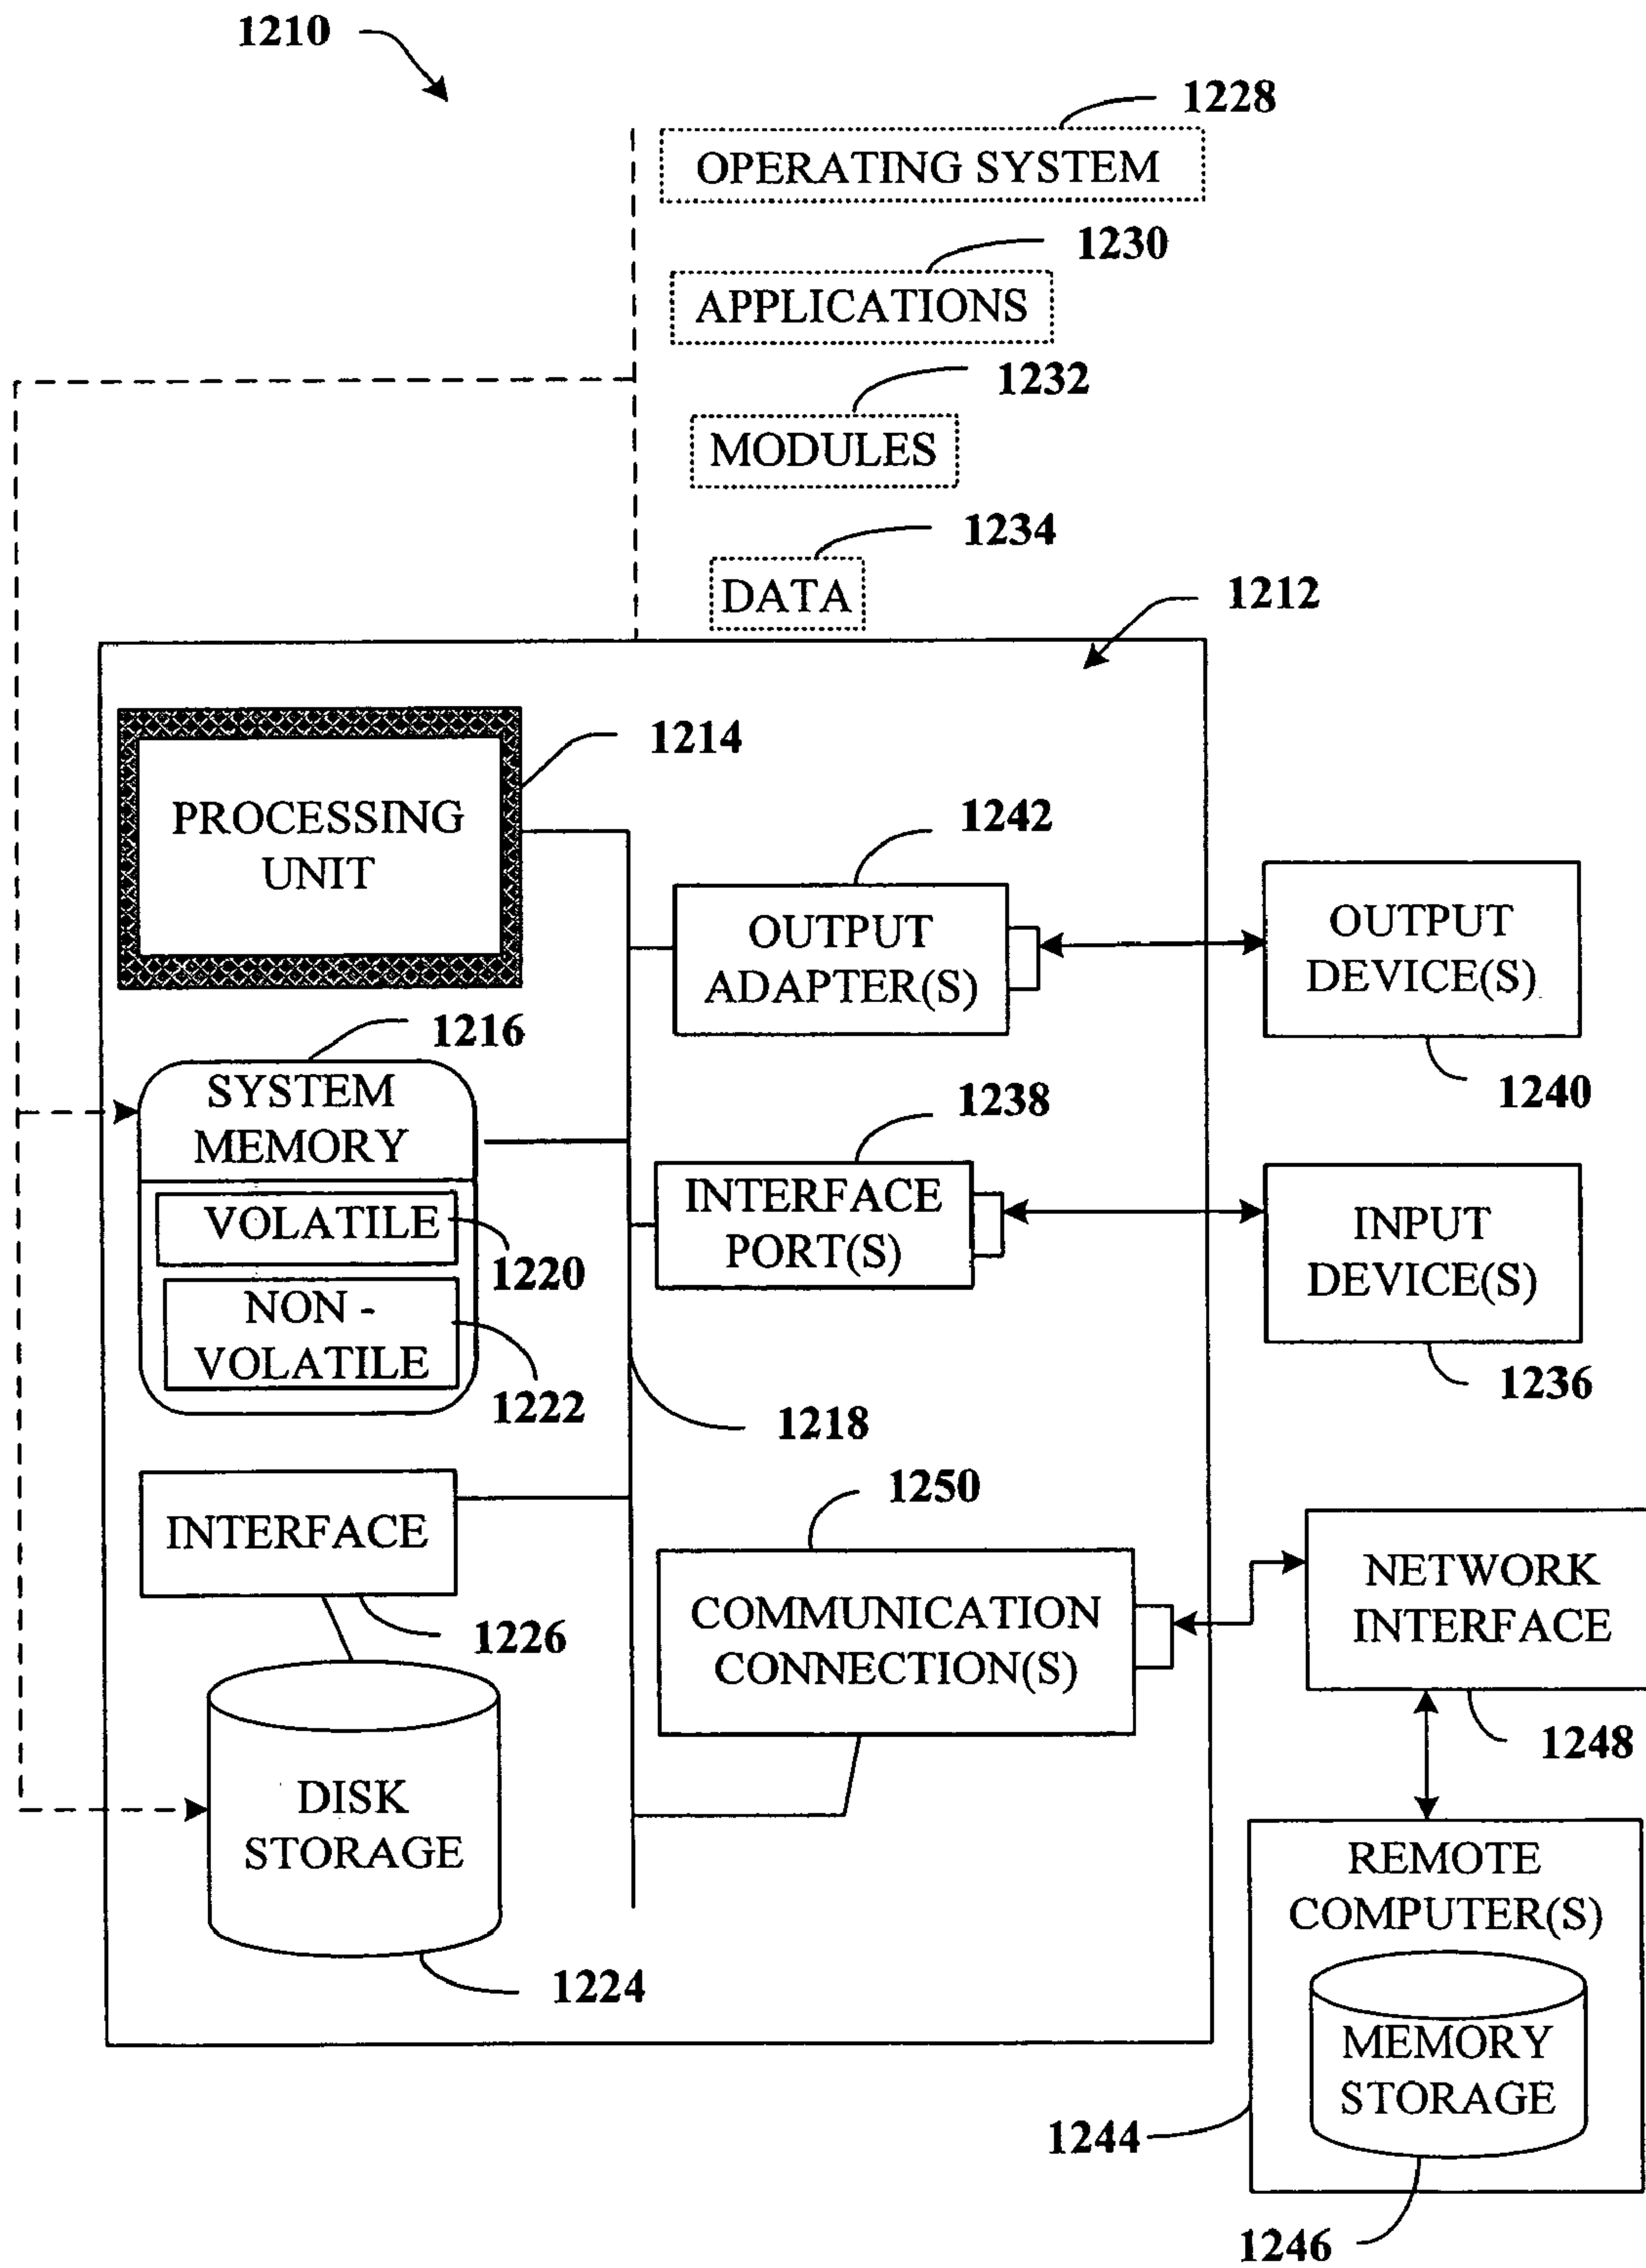 1210
1228
OPERATING SYSTEM
1230
APPLICATIONS
1232
MODULES
1234
DATA
1212
1214
PROCESSING
UNIT
1242
OUTPUT
ADAPTER(S)
OUTPUT
DEVICE(S)
1240
1216
SYSTEM
MEMORY
VOLATILE
1220
NON -
VOLATILE
1222
1238
INTERFACE
PORT(S)
INPUT
DEVICE(S)
1236
1218
INTERFACE
1226
1250
COMMUNICATION
CONNECTION(S)
NETWORK
INTERFACE
1248
DISK
STORAGE
1224
REMOTE
COMPUTER(S)
MEMORY
STORAGE
1244
1246